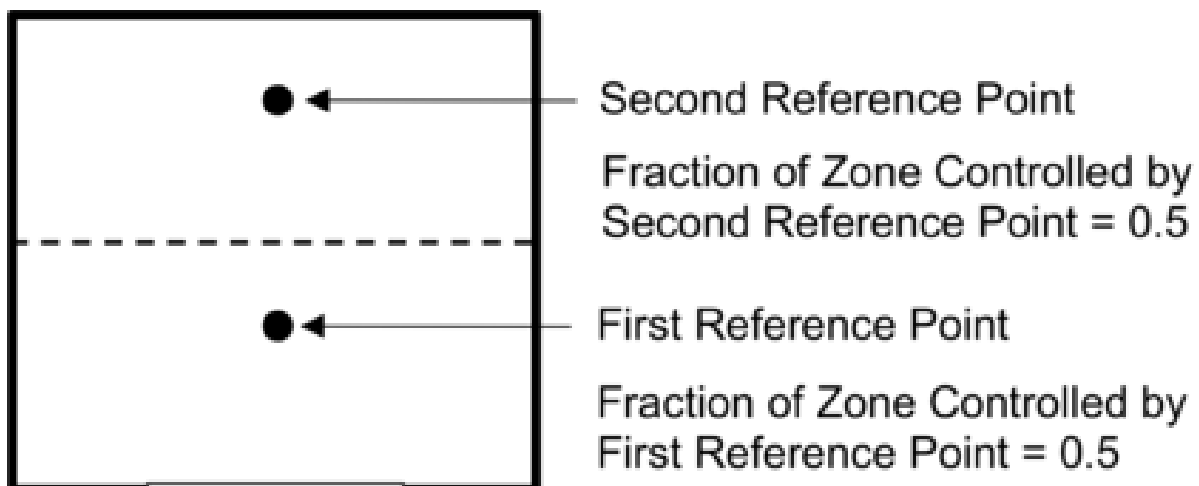 Second Reference Point
Fraction of Zone Controlled by
Second Reference Point = 0.5
First Reference Point
Fraction of Zone Controlled by
First Reference Point = 0.5